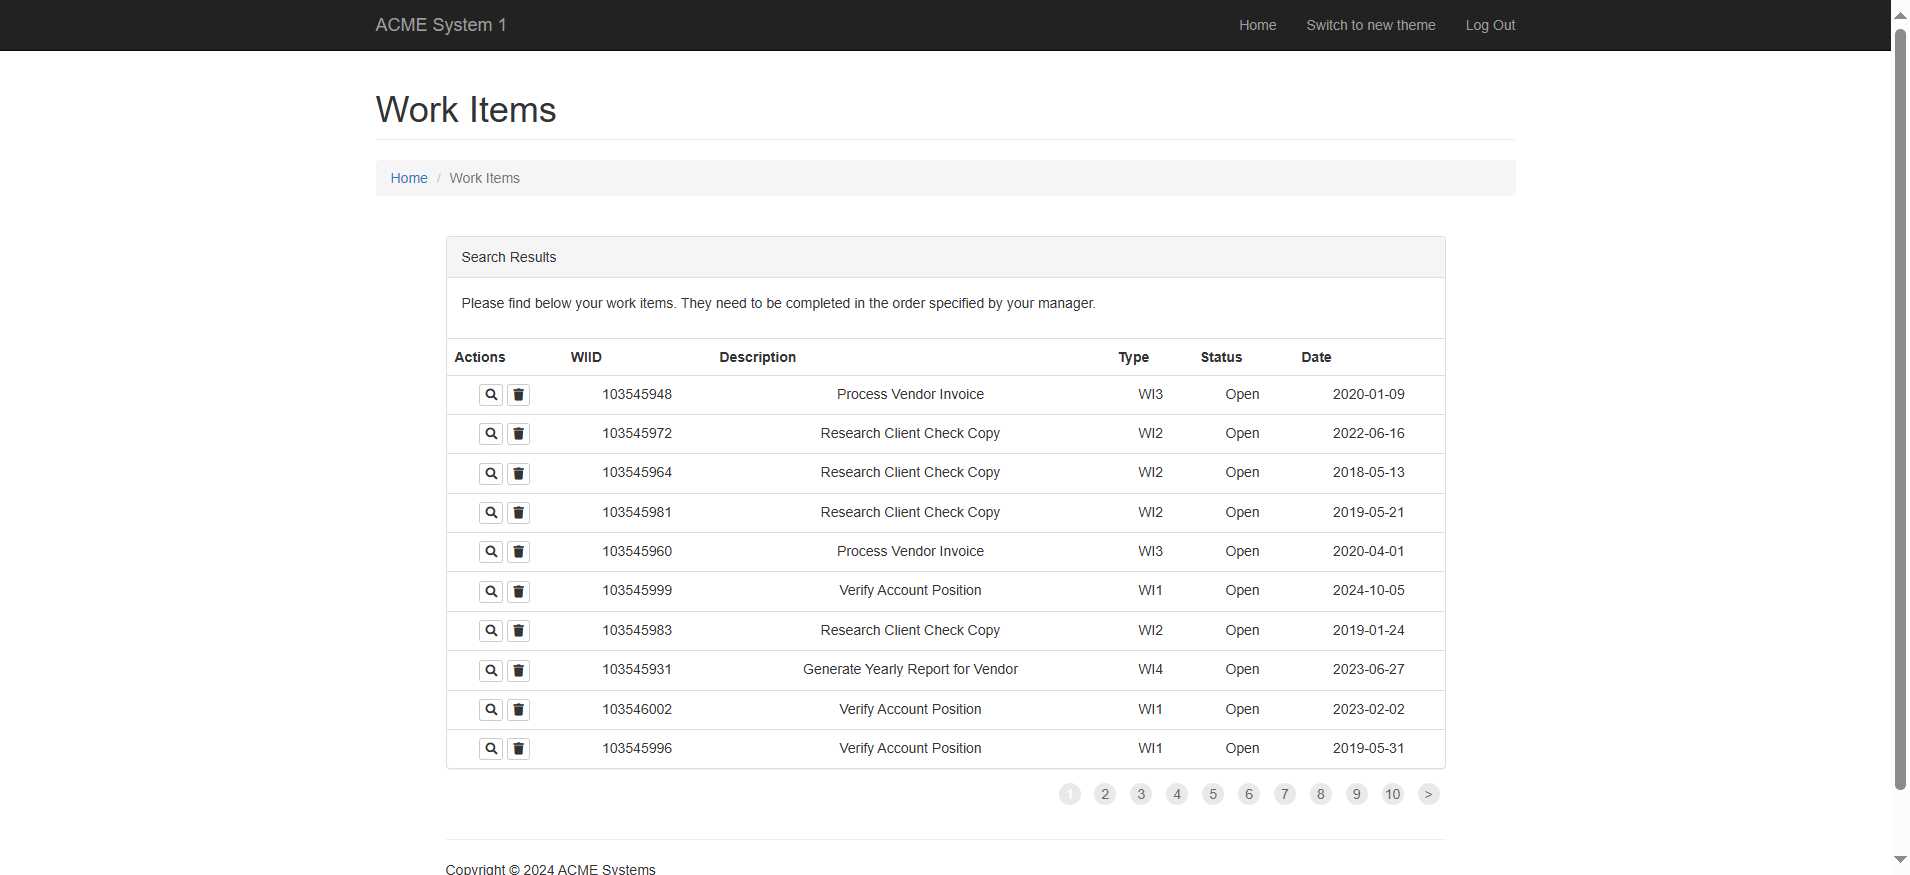 ACME System 1 Home Switch to new theme Log Out
Work Items
Home / Work Items
Search Results
Please find below your work items. They need to be completed in the order specified by your manager.
Actions WIID Description Type Status Date
103545948 Process Vendor Invoice WI3 Open 2020-01-09
103545972 Research Client Check Copy WI2 Open 2022-06-16
103545964 Research Client Check Copy WI2 Open 2018-05-13
103545981 Research Client Check Copy WI2 Open 2019-05-21
103545960 Process Vendor Invoice WI3 Open 2020-04-01
103545999 Verify Account Position WI1 Open 2024-10-05
103545983 Research Client Check Copy WI2 Open 2019-01-24
103545931 Generate Yearly Report for Vendor WI4 Open 2023-06-27
103546002 Verify Account Position WI1 Open 2023-02-02
103545996 Verify Account Position WI1 Open 2019-05-31
1 2 3 4 5 6 7 8 9 10 >
Copyright © 2024 ACME Systems